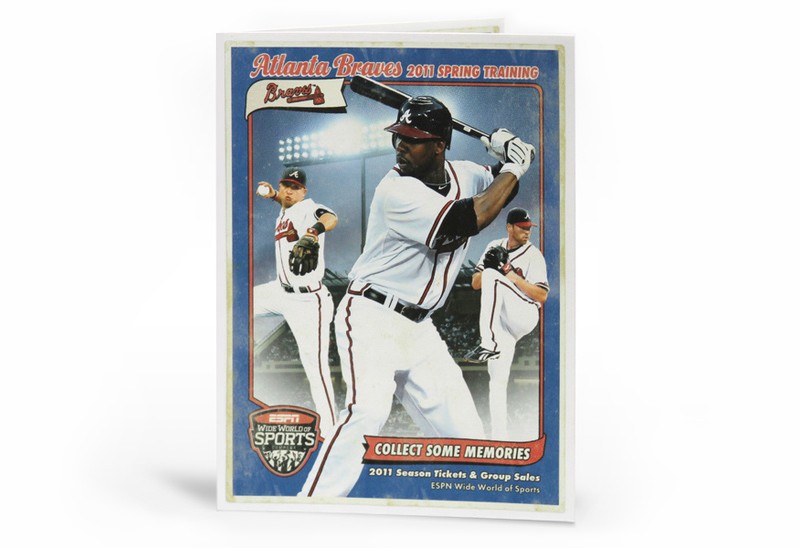 Atlanta Braves 2011 SPRING TRAINING
Braves
A
A
A
Braves
ESPN
WIDE WORLD OF
SPORTS
COLLECT SOME MEMORIES
2011 Season Tickets & Group Sales
ESPN Wide World of Sports